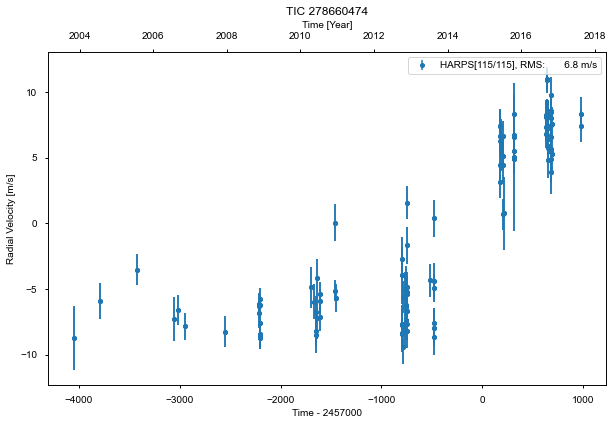 TIC 278660474
Time [Year]
2004 2006 2008 2010 2012 2014 2016 2018
HARPS[115/115], RMS: 6.8 m/s
10
5
0
−5
−10
Radial Velocity [m/s]
−4000 −3000 −2000 −1000 0 1000
Time - 2457000